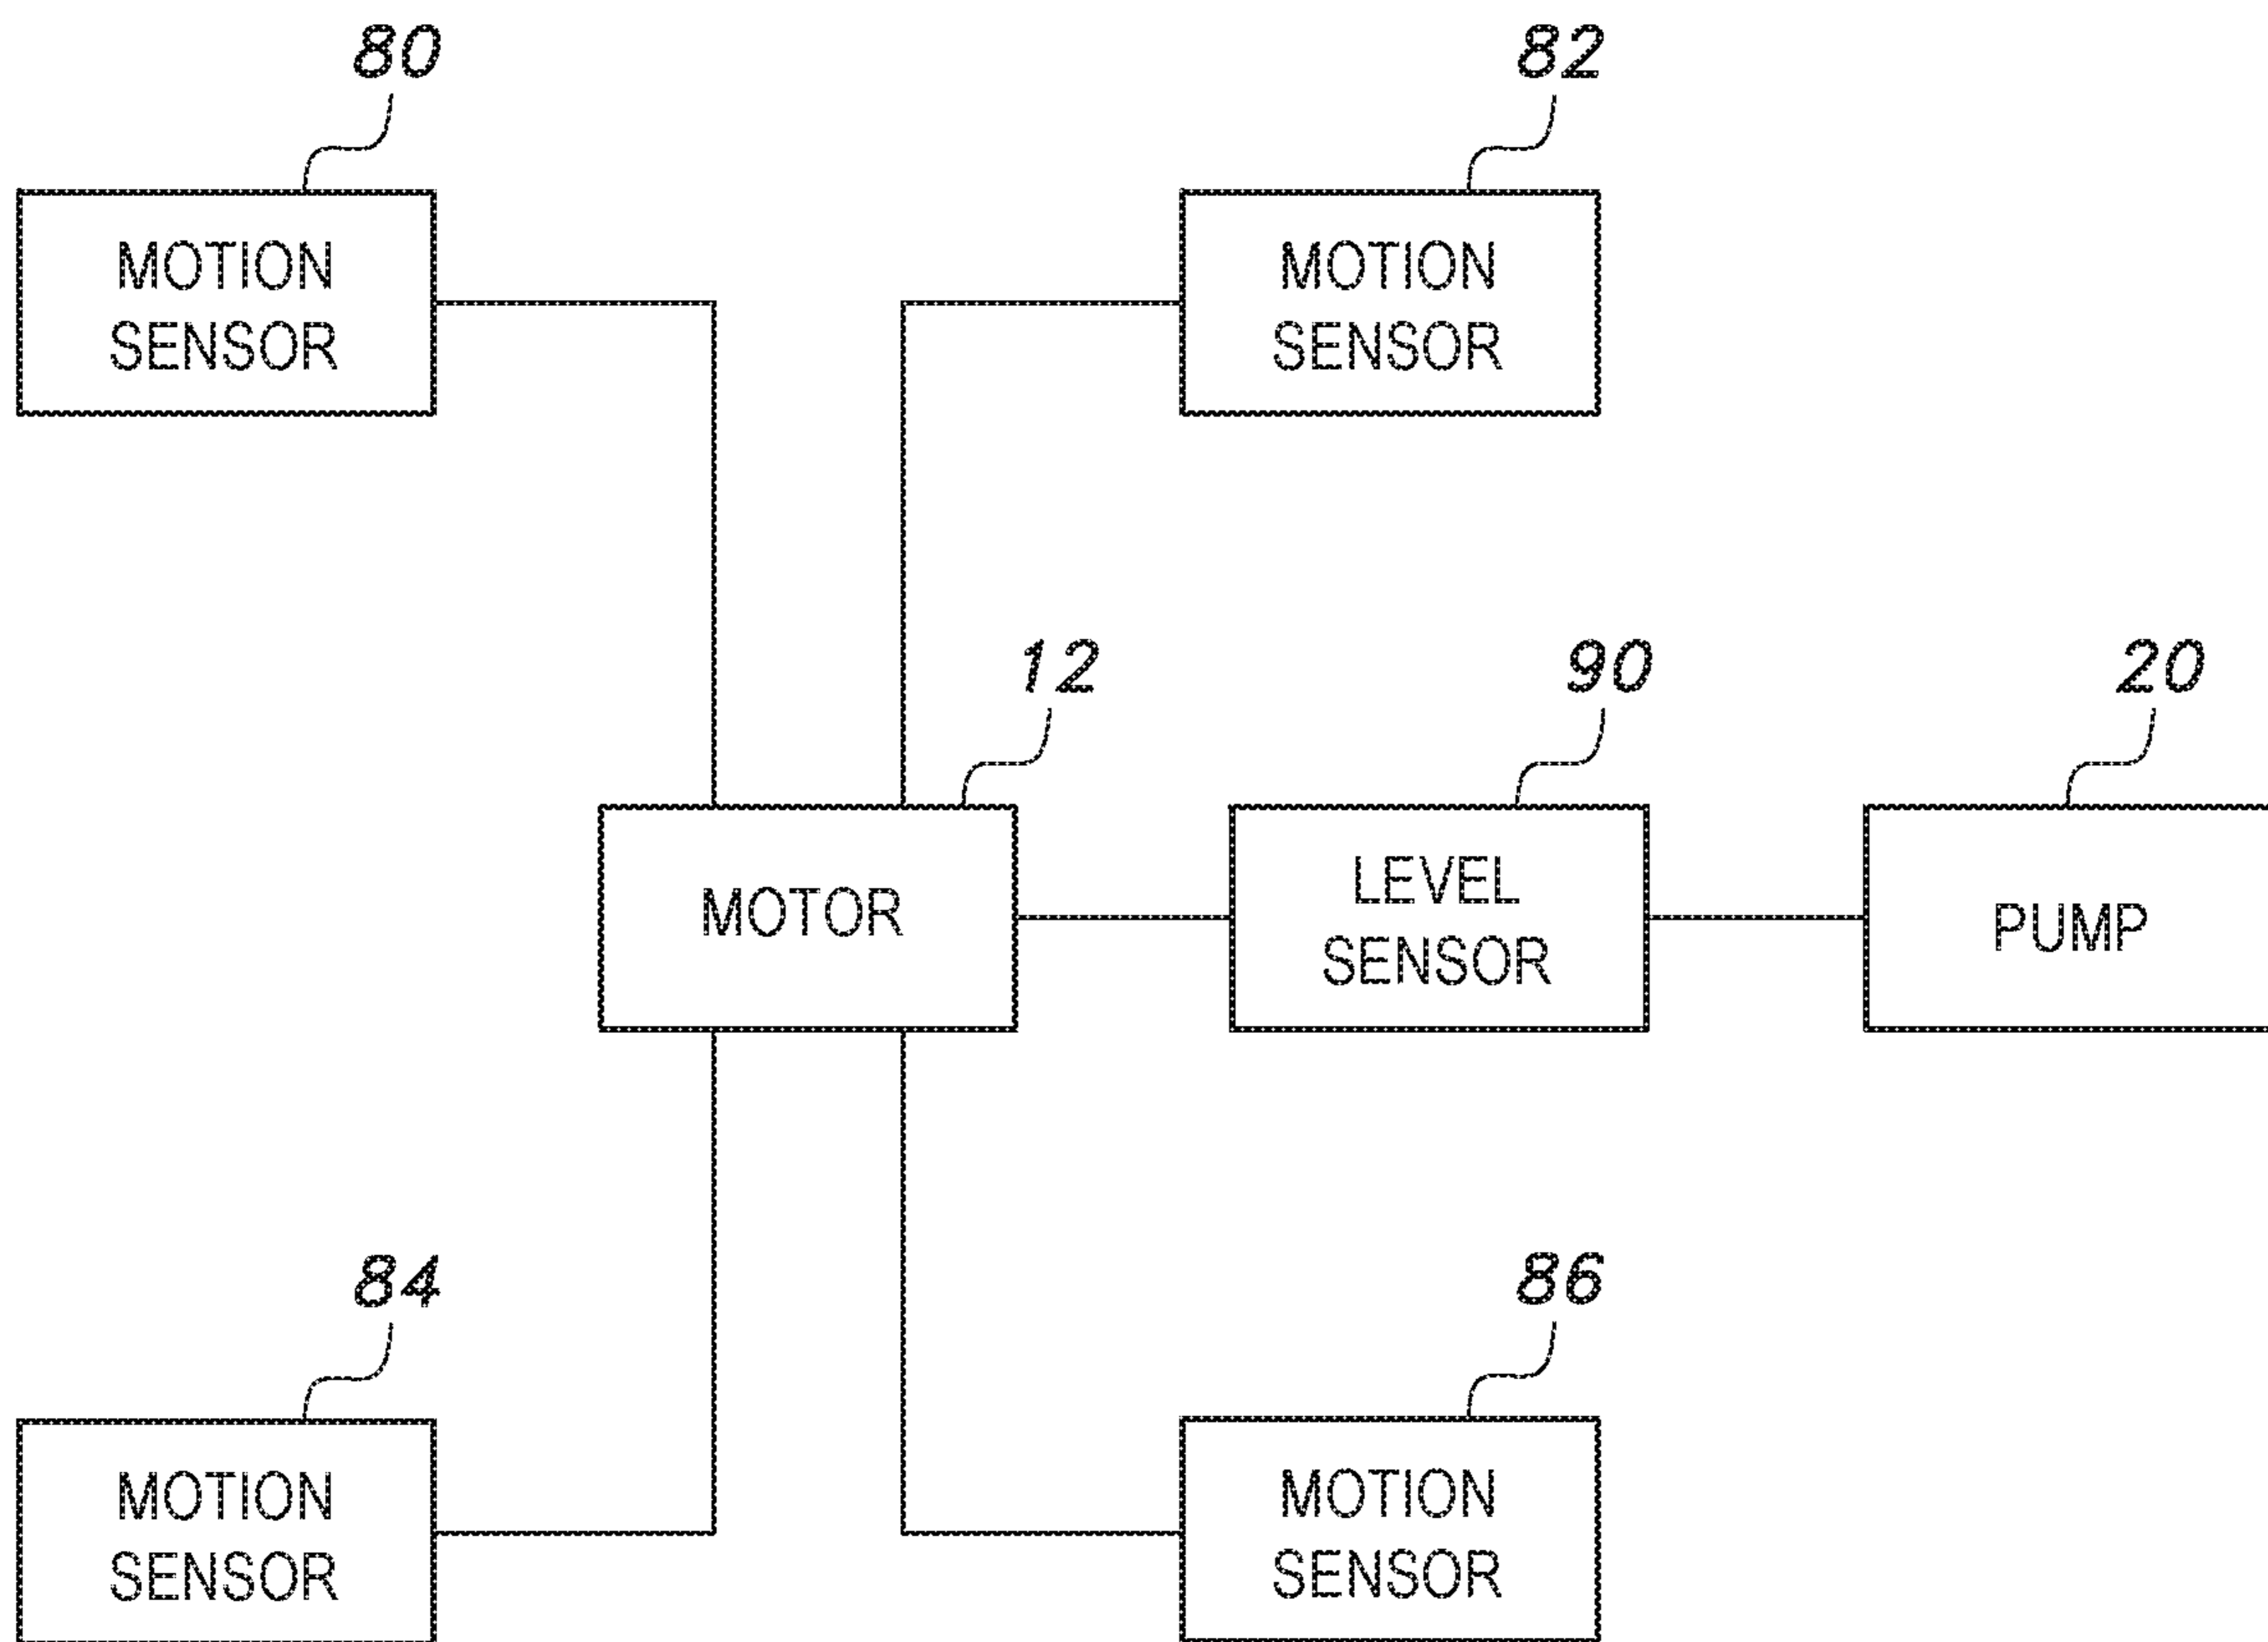 80
82
MOTION
SENSOR
MOTION
SENSOR
12
90
20
MOTOR
LEVEL
SENSOR
PUMP
84
86
MOTION
SENSOR
MOTION
SENSOR